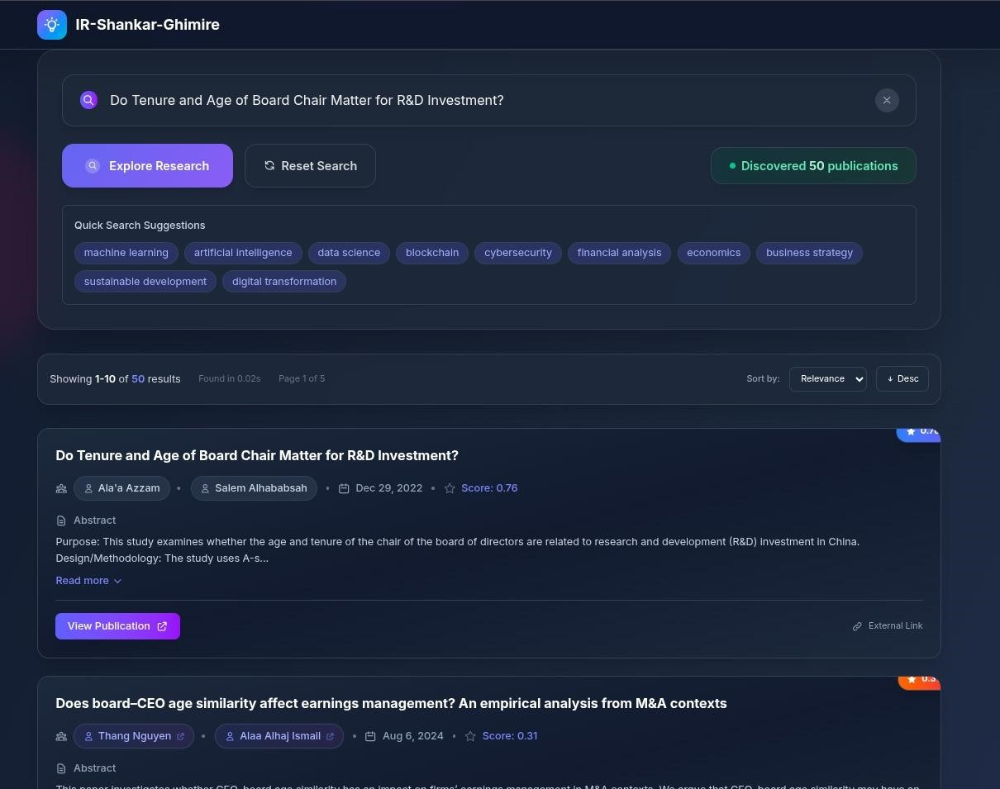 IR-Shankar-Ghimire
Do Tenure and Age of Board Chair Matter for R&D Investment?
Explore Research
Reset Search
Discovered 50 publications
Quick Search Suggestions
machine learning artificial intelligence data science blockchain cybersecurity financial analysis economics business strategy
sustainable development digital transformation
Showing 1-10 of 50 results Found in 0.02s Page 1 of 5 Sort by: Relevance Desc
Do Tenure and Age of Board Chair Matter for R&D Investment?
Ala'a Azzam • Salem Alhababsah • Dec 29, 2022 • Score: 0.76
Abstract
Purpose: This study examines whether the age and tenure of the chair of the board of directors are related to research and development (R&D) investment in China.
Design/Methodology: The study uses A-s...
Read more
View Publication External Link
Does board–CEO age similarity affect earnings management? An empirical analysis from M&A contexts
Thang Nguyen • Alaa Alhaj Ismail • Aug 6, 2024 • Score: 0.31
Abstract
This paper investigates whether CEO-board age similarity has an impact on firms' earnings management in M&A contexts. We argue that CEO-board age similarity may have an